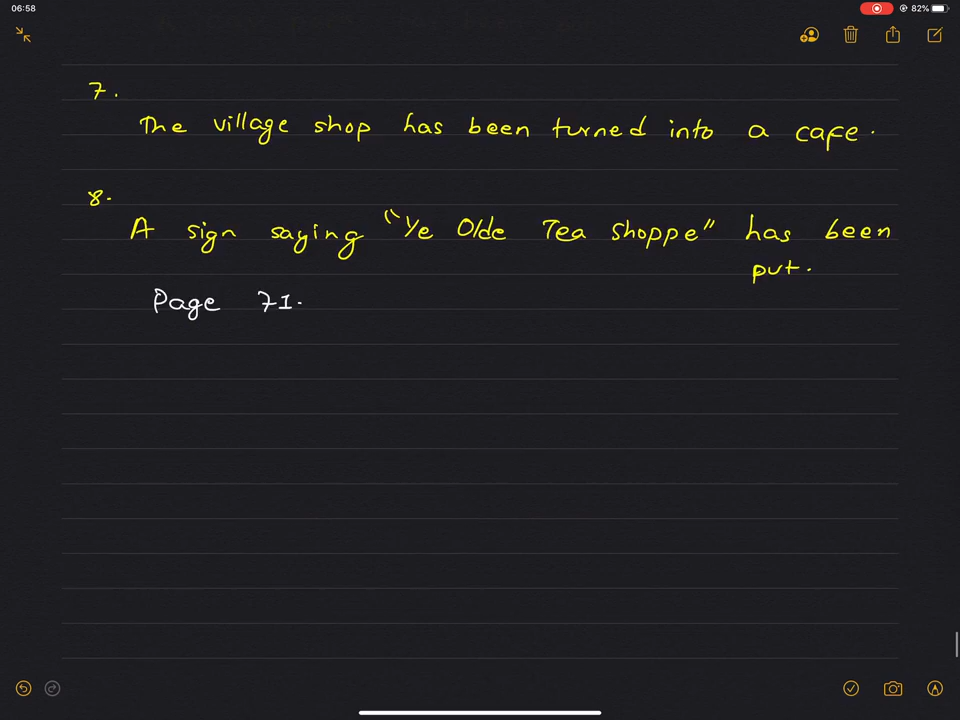 06:58
82%
7.
The village shop has been turned into a cafe.
8.
A sign saying "Ye Olde Tea Shoppe" has been
put.
Page 71.